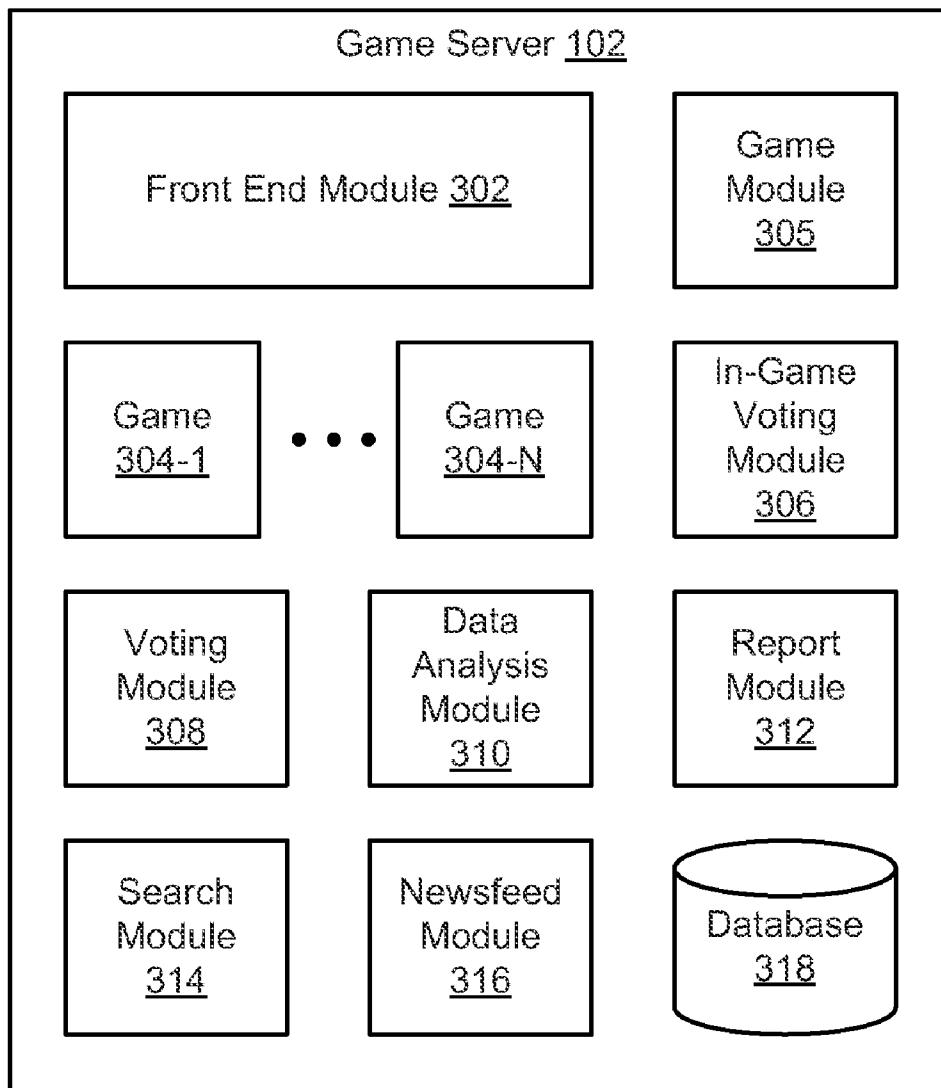 Game Server 102
Front End Module 302
Game
Module
305
Game
304-1
Game
304-N
In-Game
Voting
Module
306
Voting
Module
308
Data
Analysis
Module
310
Report
Module
312
Search
Module
314
Newsfeed
Module
316
Database
318